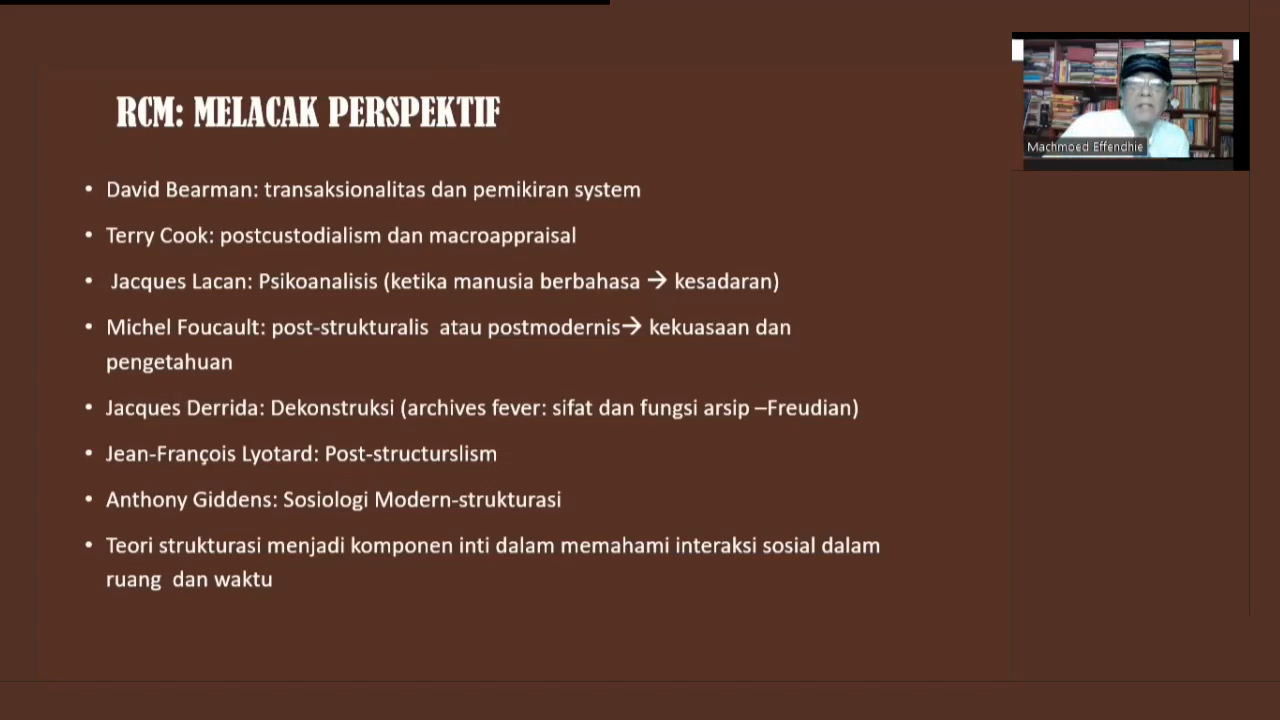 RCM: MELACAK PERSPEKTIF
• David Bearman: transaksionalitas dan pemikiran system
• Terry Cook: postcustodialism dan macroappraisal
• Jacques Lacan: Psikoanalisis (ketika manusia berbahasa → kesadaran)
• Michel Foucault: post-strukturalis atau postmodernis→ kekuasaan dan
pengetahuan
• Jacques Derrida: Dekonstruksi (archives fever: sifat dan fungsi arsip –Freudian)
• Jean-François Lyotard: Post-structurslism
• Anthony Giddens: Sosiologi Modern-strukturasi
• Teori strukturasi menjadi komponen inti dalam memahami interaksi sosial dalam
ruang dan waktu
Machmoed Effendhie